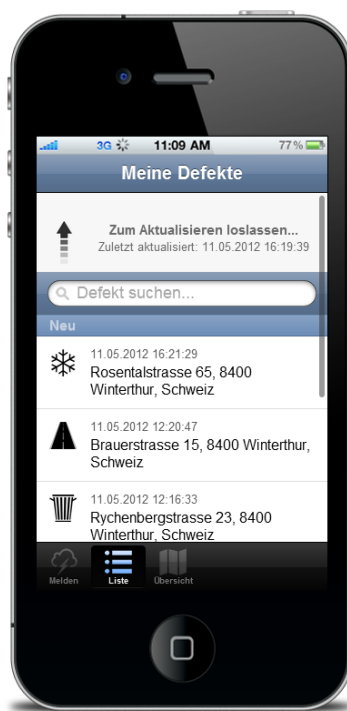 3G 11:09 AM 77%
Meine Defekte
Zum Aktualisieren loslassen...
Zuletzt aktualisiert: 11.05.2012 16:19:39
Defekt suchen...
Neu
11.05.2012 16:21:29
Rosentalstrasse 65, 8400
Winterthur, Schweiz
11.05.2012 12:20:47
Brauerstrasse 15, 8400 Winterthur,
Schweiz
11.05.2012 12:16:33
Rychenbergstrasse 23, 8400
Winterthur, Schweiz
Melden Liste Übersicht